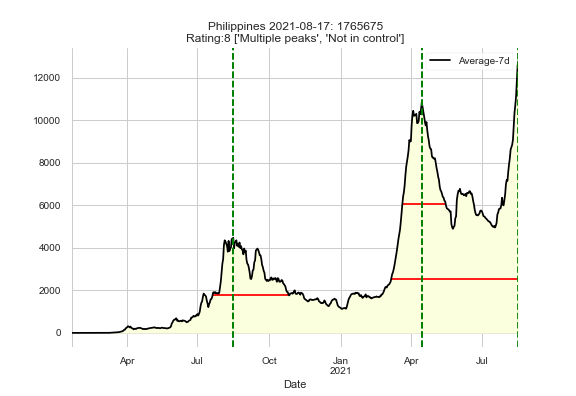 Philippines 2021-08-17: 1765675
Rating:8 ['Multiple peaks', 'Not in control']
Average-7d
12000
10000
8000
6000
4000
2000
0
Apr Jul Oct Jan Apr Jul
2021
Date